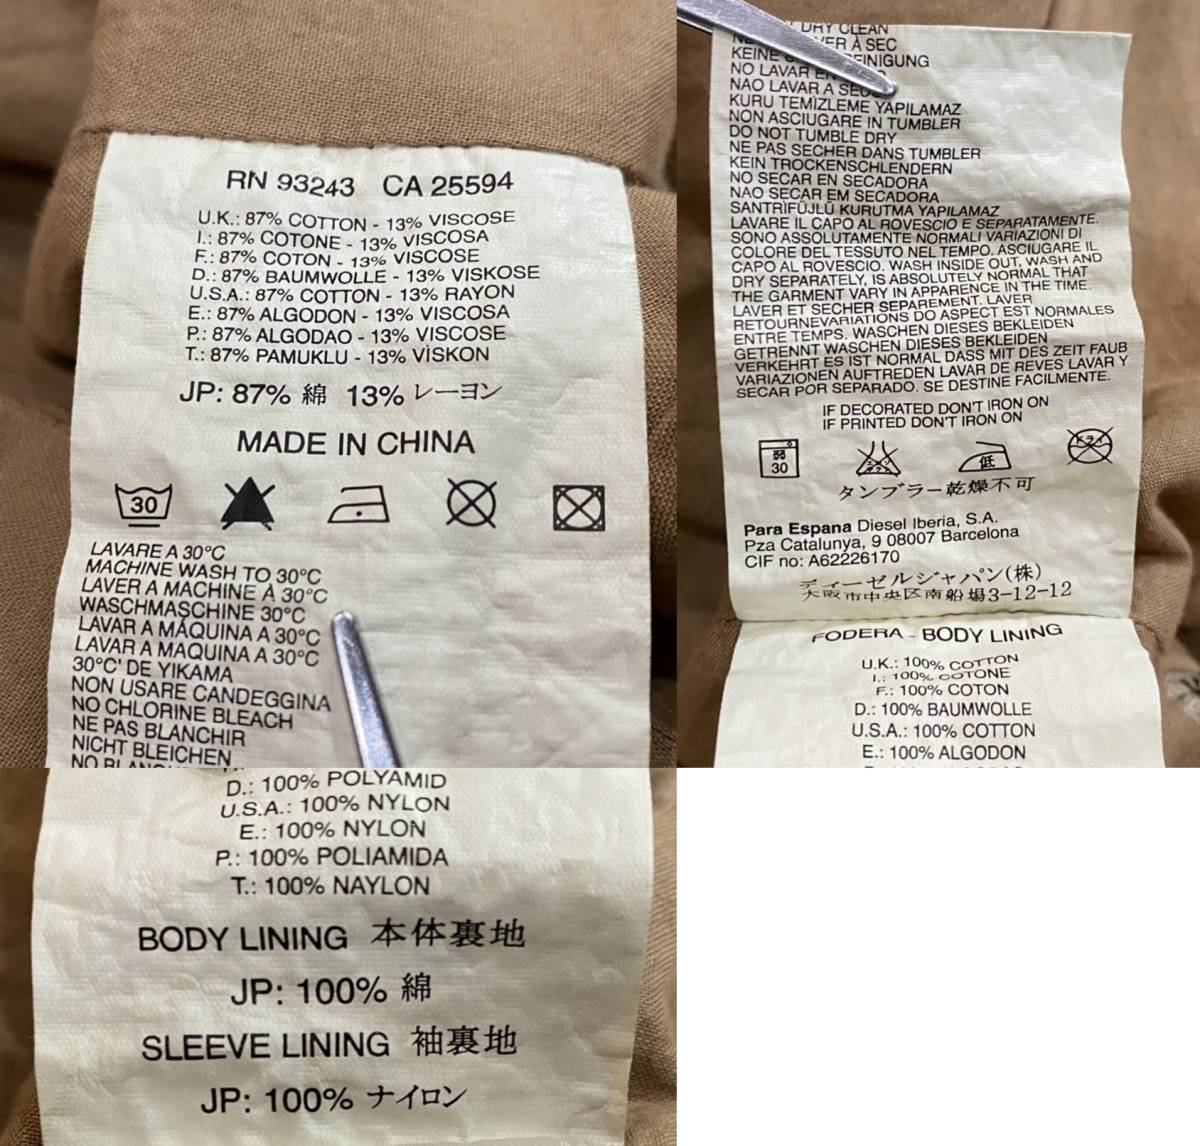 RN 93243 CA 25594
U.K.: 87% COTTON - 13% VISCOSE
I.: 87% COTONE - 13% VISCOSA
F.: 87% COTON - 13% VISCOSE
D.: 87% BAUMWOLLE - 13% VISKOSE
U.S.A.: 87% COTTON - 13% RAYON
E.: 87% ALGODON - 13% VISCOSA
P.: 87% ALGODAO - 13% VISCOSE
T.: 87% PAMUKLU - 13% VİSKON
JP: 87% 綿 13% レーヨン
MADE IN CHINA
30
LAVARE A 30°C
MACHINE WASH TO 30°C
LAVER A MACHINE À 30°C
WASCHMASCHINE 30°C
LAVAR A MÁQUINA A 30°C
LAVAR A MAQUINA A 30°C
30°C' DE YIKAMA
NON USARE CANDEGGINA
NO CHLORINE BLEACH
NE PAS BLANCHIR
NICHT BLEICHEN
DRY CLEAN
À SEC
KEINE
NO LAVAR EN
NAO LAVAR A SECO
KURU TEMİZLEME YAPILAMAZ
NON ASCIUGARE IN TUMBLER
DO NOT TUMBLE DRY
NE PAS SECHER DANS TUMBLER
KEIN TROCKENSCHLENDERN
NO SECAR EN SECADORA
NAO SECAR EM SECADORA
SANTRİFÜJLÜ KURUTMA YAPILAMAZ
LAVARE IL CAPO AL ROVESCIO E SEPARATAMENTE.
SONO ASSOLUTAMENTE NORMALI VARIAZIONI DI
COLORE DEL TESSUTO NEL TEMPO. ASCIUGARE IL
CAPO AL ROVESCIO. WASH INSIDE OUT, WASH AND
DRY SEPARATELY, IS ABSOLUTELY NORMAL THAT
THE GARMENT VARY IN APPARENCE IN THE TIME.
LAVER ET SECHER SEPAREMENT. LAVER
RETOURNEVARIATIONS DO ASPECT EST NORMALES
ENTRE TEMPS. WASCHEN DIESES BEKLEIDEN
GETRENNT WASCHEN DIESES BEKLEIDEN
VERKEHRT ES IST NORMAL DASS MIT DES ZEIT FAUB
VARIAZIONEN AUFTREDEN LAVAR DE REVES LAVAR Y
SECAR POR SEPARADO. SE DESTINE FACILMENTE.
IF DECORATED DON'T IRON ON
IF PRINTED DON'T IRON ON
30
低
ドライ
タンブラー乾燥不可
Para Espana Diesel Iberia, S.A.
Pza Catalunya, 9 08007 Barcelona
CIF no: A62226170
ディーゼルジャパン(株)
大阪市中央区南船場3-12-12
FODERA - BODY LINING
U.K.: 100% COTTON
I.: 100% COTONE
F.: 100% COTON
D.: 100% BAUMWOLLE
U.S.A.: 100% COTTON
E.: 100% ALGODON
D.: 100% POLYAMID
U.S.A.: 100% NYLON
E.: 100% NYLON
P.: 100% POLIAMIDA
T.: 100% NAYLON
BODY LINING 本体裏地
JP: 100% 綿
SLEEVE LINING 袖裏地
JP: 100% ナイロン